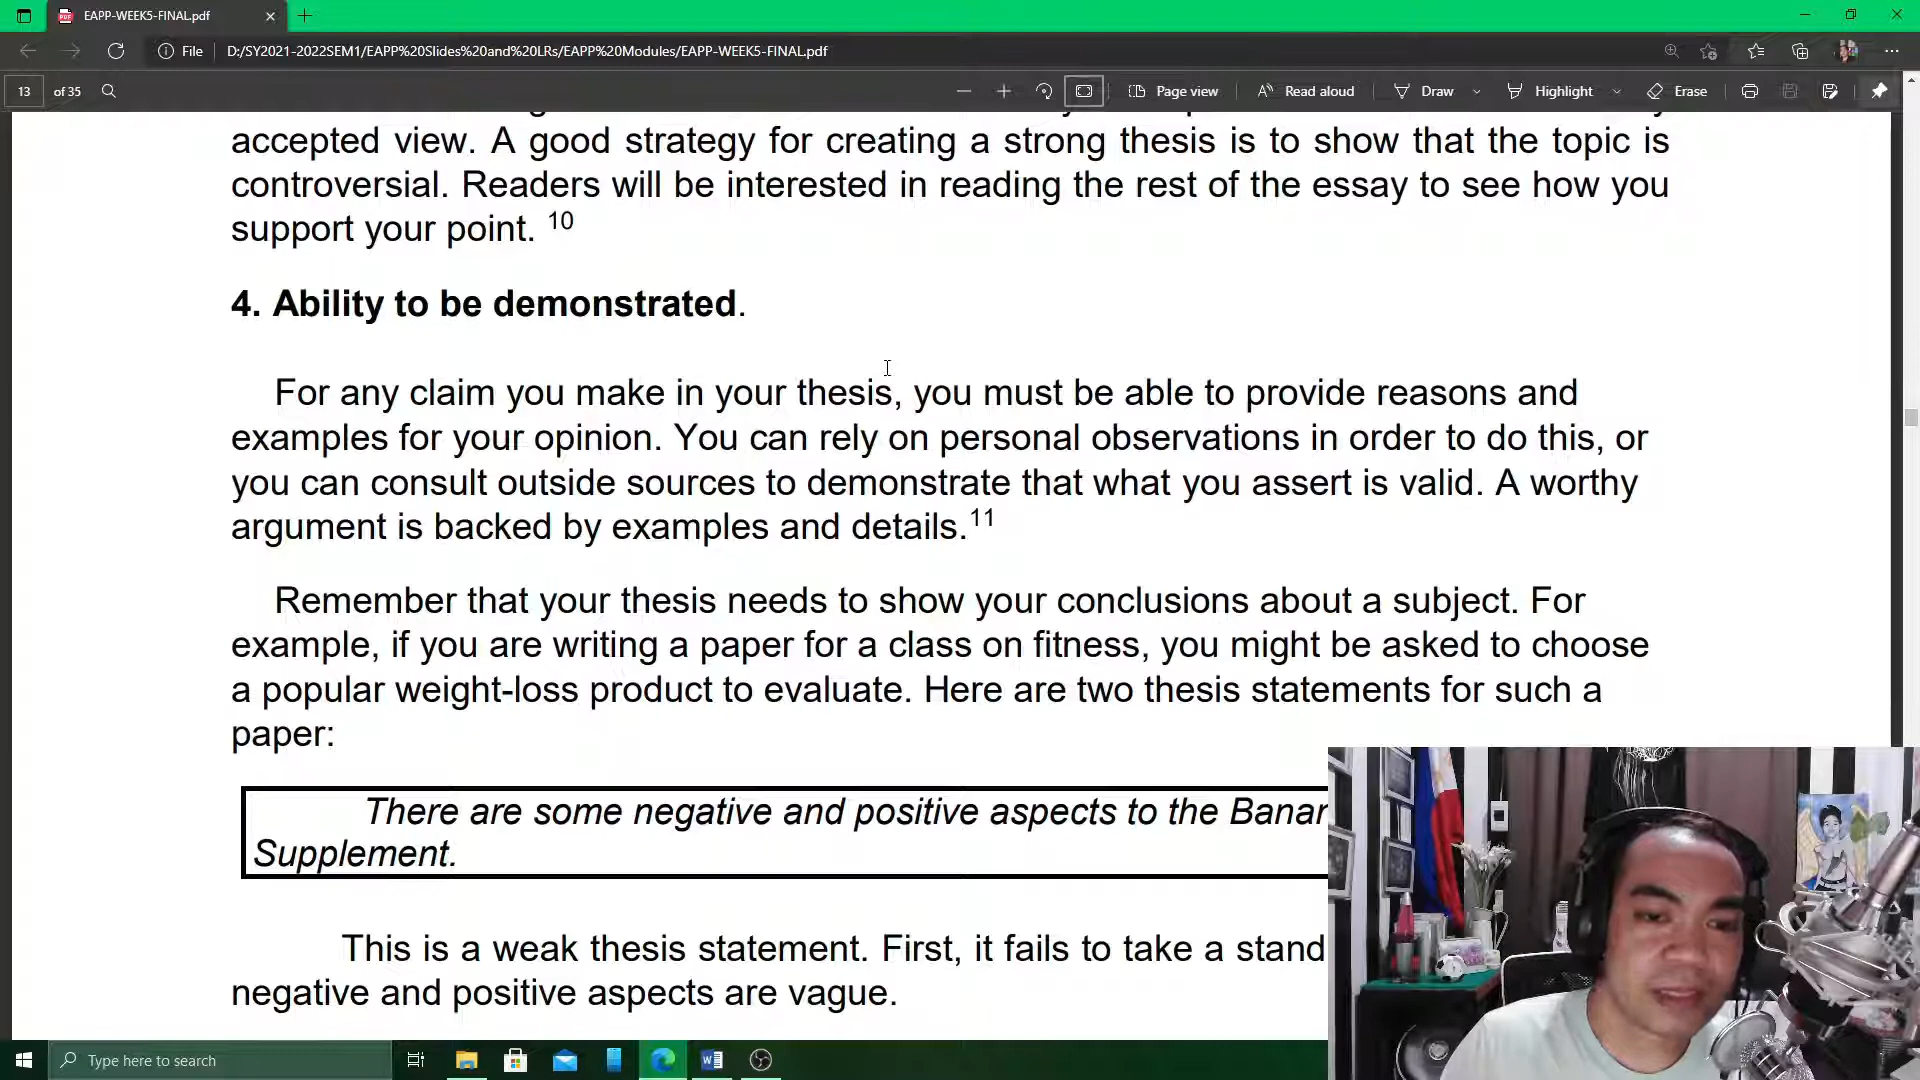 EAPP-WEEK5-FINAL.pdf
File
D:/SY2021-2022SEM1/EAPP%20Slides%20and%20LRs/EAPP%20Modules/EAPP-WEEK5-FINAL.pdf
13 of 35
Page view
Read aloud
Draw
Highlight
Erase
accepted view. A good strategy for creating a strong thesis is to show that the topic is
controversial. Readers will be interested in reading the rest of the essay to see how you
support your point. 10
4. Ability to be demonstrated.
For any claim you make in your thesis, you must be able to provide reasons and
examples for your opinion. You can rely on personal observations in order to do this, or
you can consult outside sources to demonstrate that what you assert is valid. A worthy
argument is backed by examples and details.11
Remember that your thesis needs to show your conclusions about a subject. For
example, if you are writing a paper for a class on fitness, you might be asked to choose
a popular weight-loss product to evaluate. Here are two thesis statements for such a
paper:
There are some negative and positive aspects to the
Supplement.
This is a weak thesis statement. First, it fails to take a stand
negative and positive aspects are vague.
Type here to search